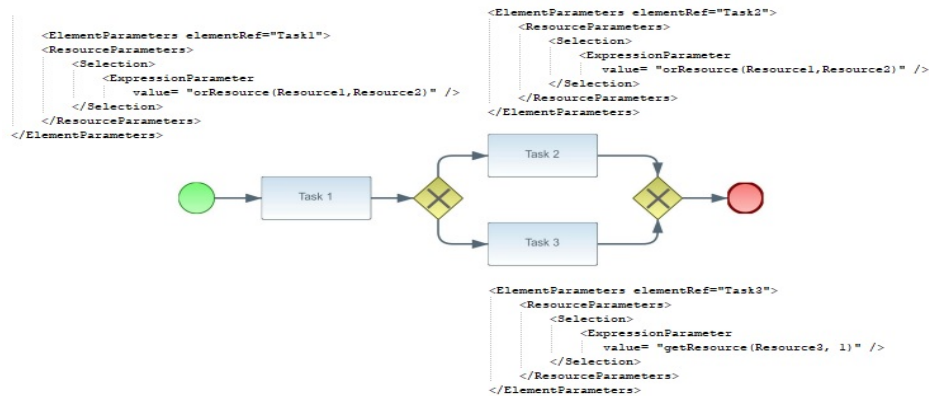 <ElementParameters elementRef="Task1">
<ResourceParameters>
<Selection>
<ExpressionParameter
value= "orResource(Resource1,Resource2)" />
</Selection>
</ResourceParameters>
</ElementParameters>
<ElementParameters elementRef="Task2">
<ResourceParameters>
<Selection>
<ExpressionParameter
value= "orResource(Resource1,Resource2)" />
</Selection>
</ResourceParameters>
</ElementParameters>
Task 1
Task 2
Task 3
<ElementParameters elementRef="Task3">
<ResourceParameters>
<Selection>
<ExpressionParameter
value= "getResource(Resource3, 1)" />
</Selection>
</ResourceParameters>
</ElementParameters>